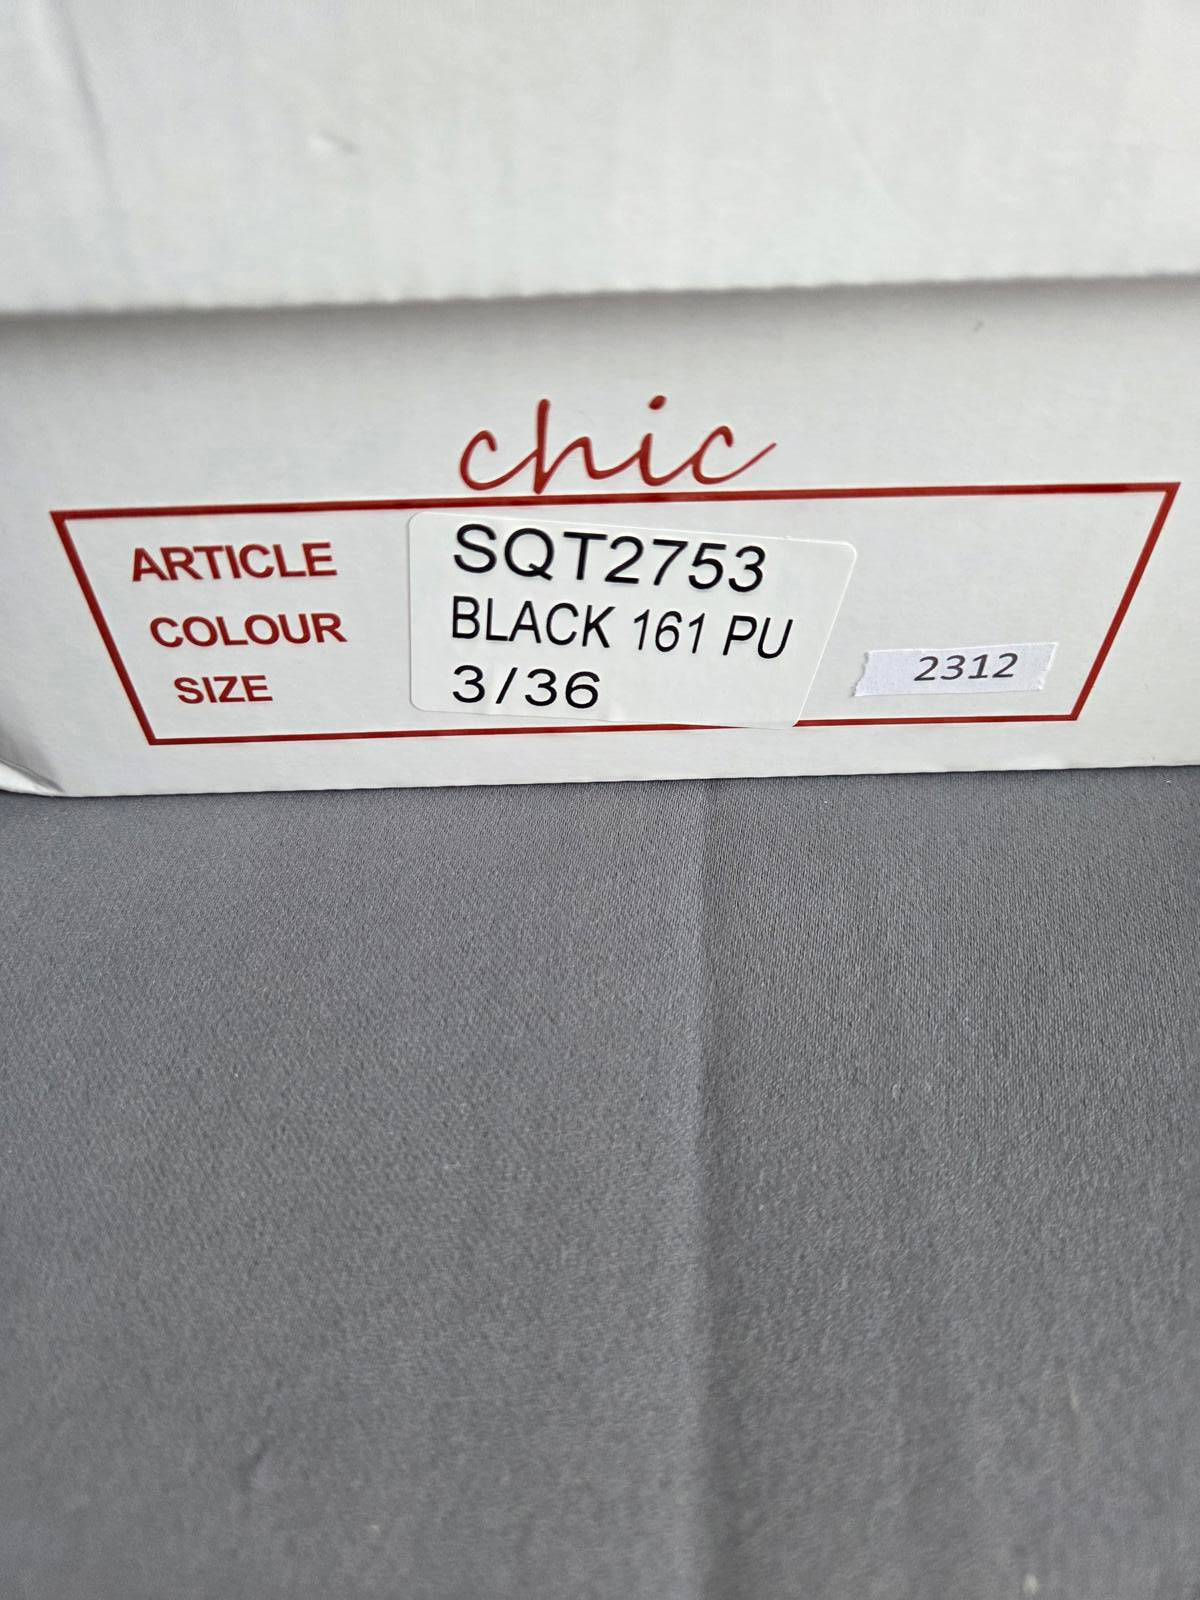 chic
ARTICLE SQT2753
COLOUR BLACK 161 PU
SIZE 3/36
2312